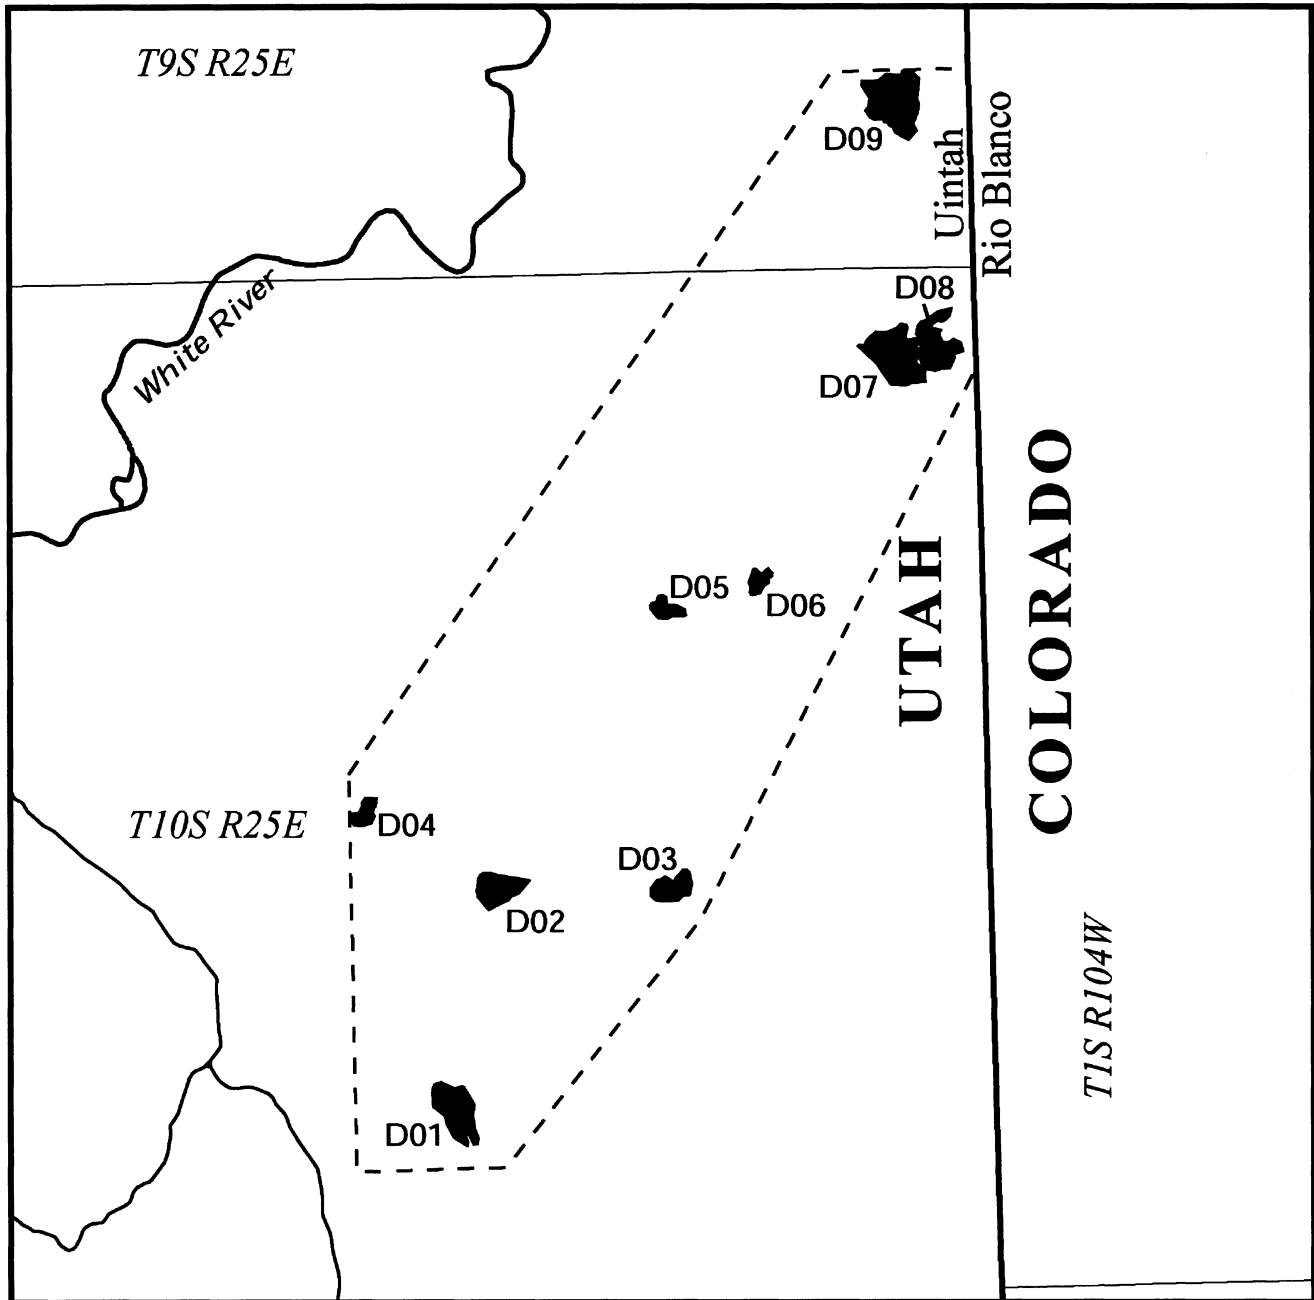 T9S R25E
D09
Uintah
Rio Blanco
D08
White River
D07
UTAH
COLORADO
D05
D06
T10S R25E
D04
D03
D02
T1S R104W
D01